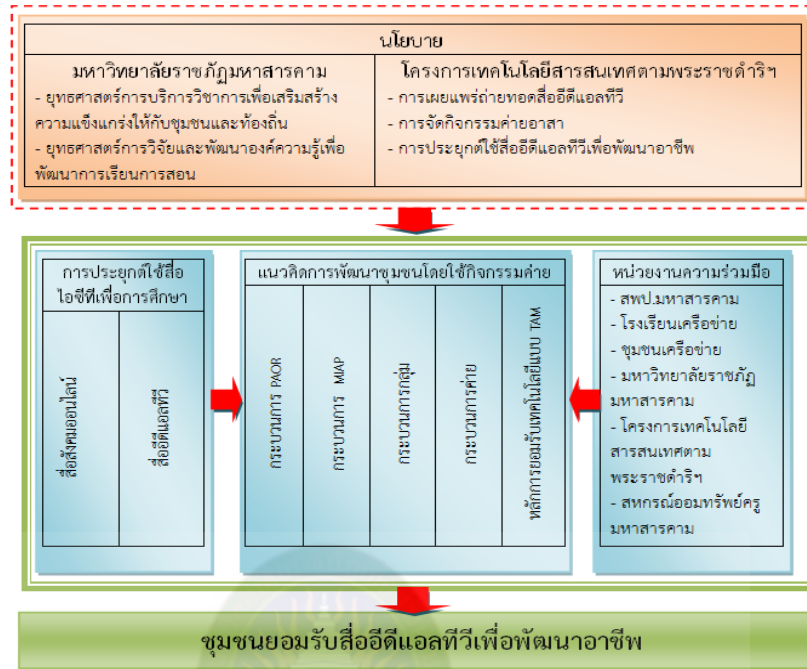 นโยบาย
มหาวิทยาลัยราชภัฏมหาสารคาม
- ยุทธศาสตร์การบริการวิชาการเพื่อเสริมสร้าง
ความแข็งแกร่งให้กับชุมชนและท้องถิ่น
- ยุทธศาสตร์การวิจัยและพัฒนาองค์ความรู้เพื่อ
พัฒนาการเรียนการสอน
โครงการเทคโนโลยีสารสนเทศตามพระราชดำริฯ
- การเผยแพร่ถ่ายทอดสื่ออีดีแอลทีวี
- การจัดกิจกรรมค่ายอาสา
- การประยุกต์ใช้สื่ออีดีแอลทีวีเพื่อพัฒนาอาชีพ
การประยุกต์ใช้สื่อ
ไอซีทีเพื่อการศึกษา
สื่อสังคมออนไลน์
สื่ออีดีแอลทีวี
แนวคิดการพัฒนาชุมชนโดยใช้กิจกรรมค่าย
กระบวนการ PAOR
กระบวนการ MIAP
กระบวนการกลุ่ม
กระบวนการค่าย
หลักการยอมรับเทคโนโลยีแบบ TAM
หน่วยงานความร่วมมือ
- สพป.มหาสารคาม
- โรงเรียนเครือข่าย
- ชุมชนเครือข่าย
- มหาวิทยาลัยราชภัฏ
มหาสารคาม
- โครงการเทคโนโลยี
สารสนเทศตาม
พระราชดำริฯ
- สหกรณ์ออมทรัพย์ครู
มหาสารคาม
ชุมชนยอมรับสื่ออีดีแอลทีวีเพื่อพัฒนาอาชีพ